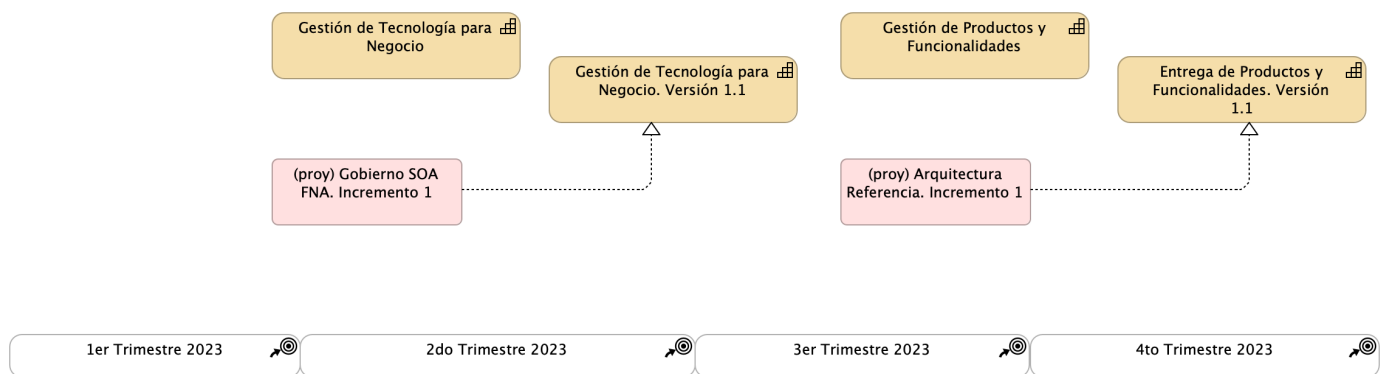 Gestión de Tecnología para
Negocio
Gestión de Tecnología para
Negocio. Versión 1.1
Gestión de Productos y
Funcionalidades
Entrega de Productos y
Funcionalidades. Versión
1.1
(proy) Gobierno SOA
FNA. Incremento 1
(proy) Arquitectura
Referencia. Incremento 1
1er Trimestre 2023
2do Trimestre 2023
3er Trimestre 2023
4to Trimestre 2023